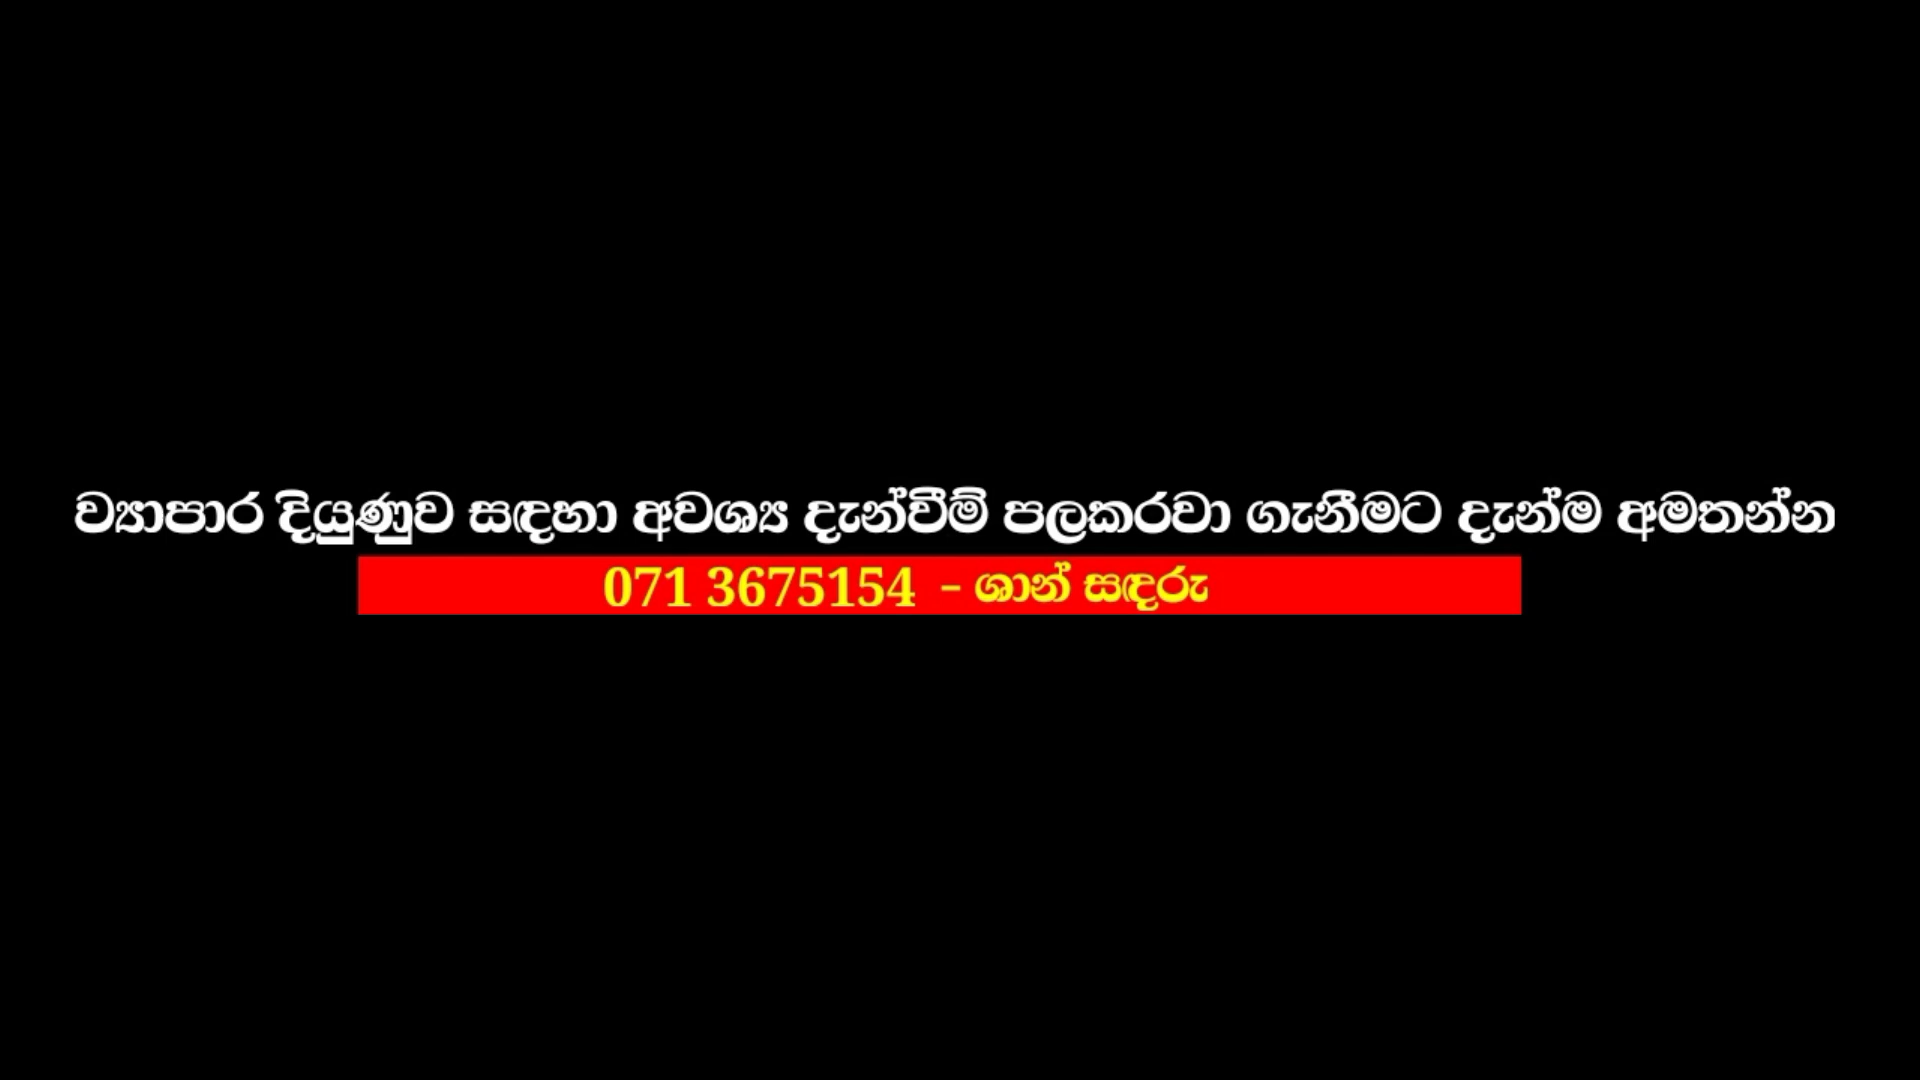 ව්‍යාපාර දියුණුව සඳහා අවශ්‍ය දැන්වීම් පලකරවා ගැනීමට දැන්ම අමතන්න
071 3675154 - ශාන් සඳරු